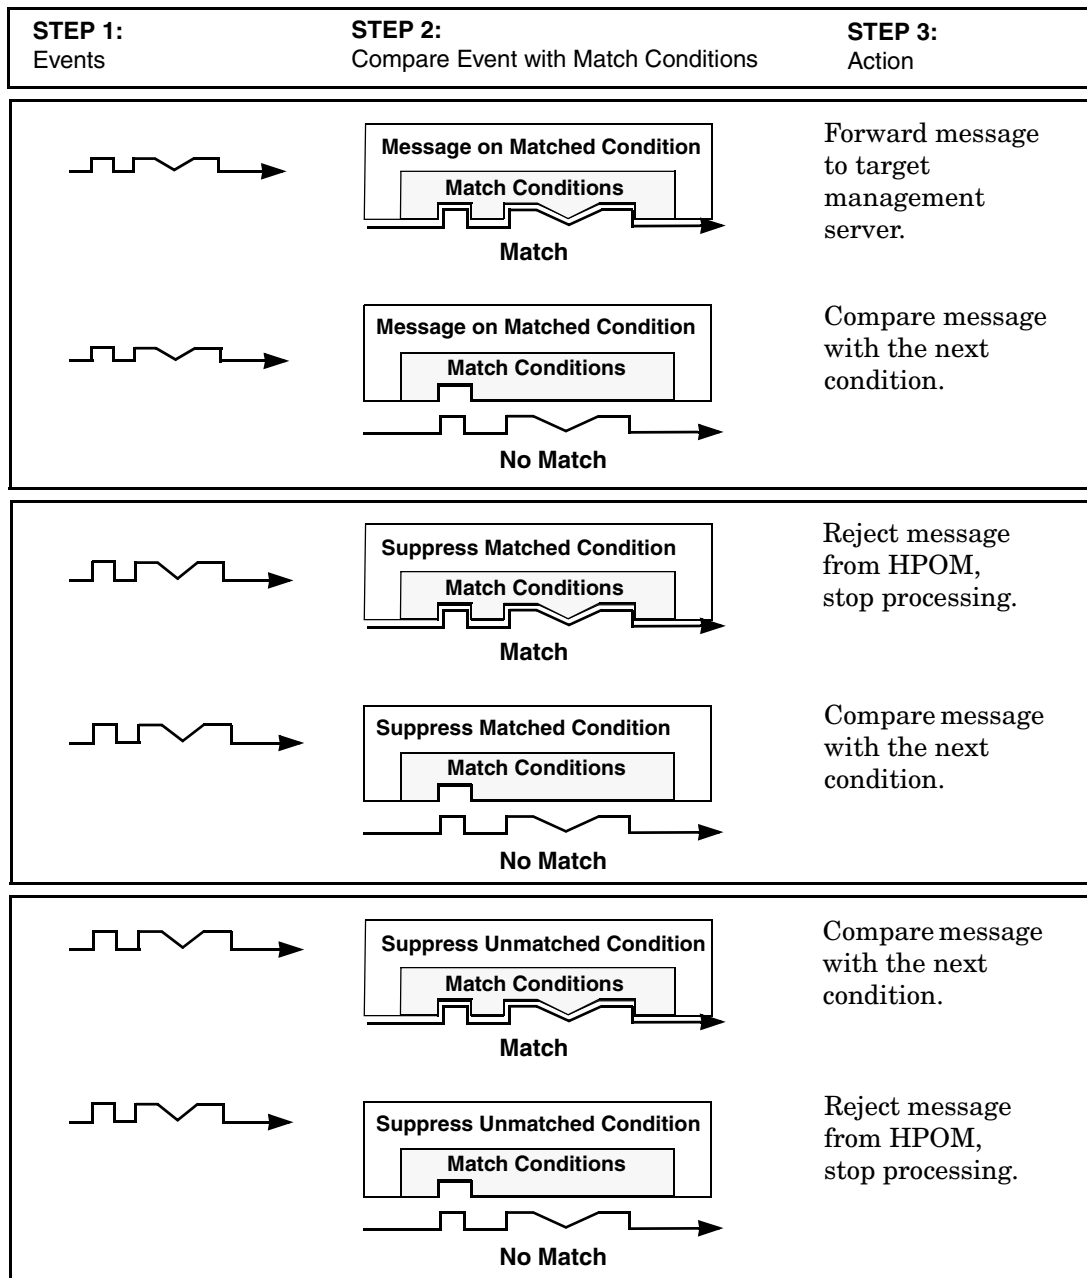 STEP 1:
Events
STEP 2:
Compare Event with Match Conditions
STEP 3:
Action
Message on Matched Condition
Match Conditions
Match
Forward message
to target
management
server.
Message on Matched Condition
Match Conditions
No Match
Compare message
with the next
condition.
Suppress Matched Condition
Match Conditions
Match
Reject message
from HPOM,
stop processing.
Suppress Matched Condition
Match Conditions
No Match
Compare message
with the next
condition.
Suppress Unmatched Condition
Match Conditions
Match
Compare message
with the next
condition.
Suppress Unmatched Condition
Match Conditions
No Match
Reject message
from HPOM,
stop processing.